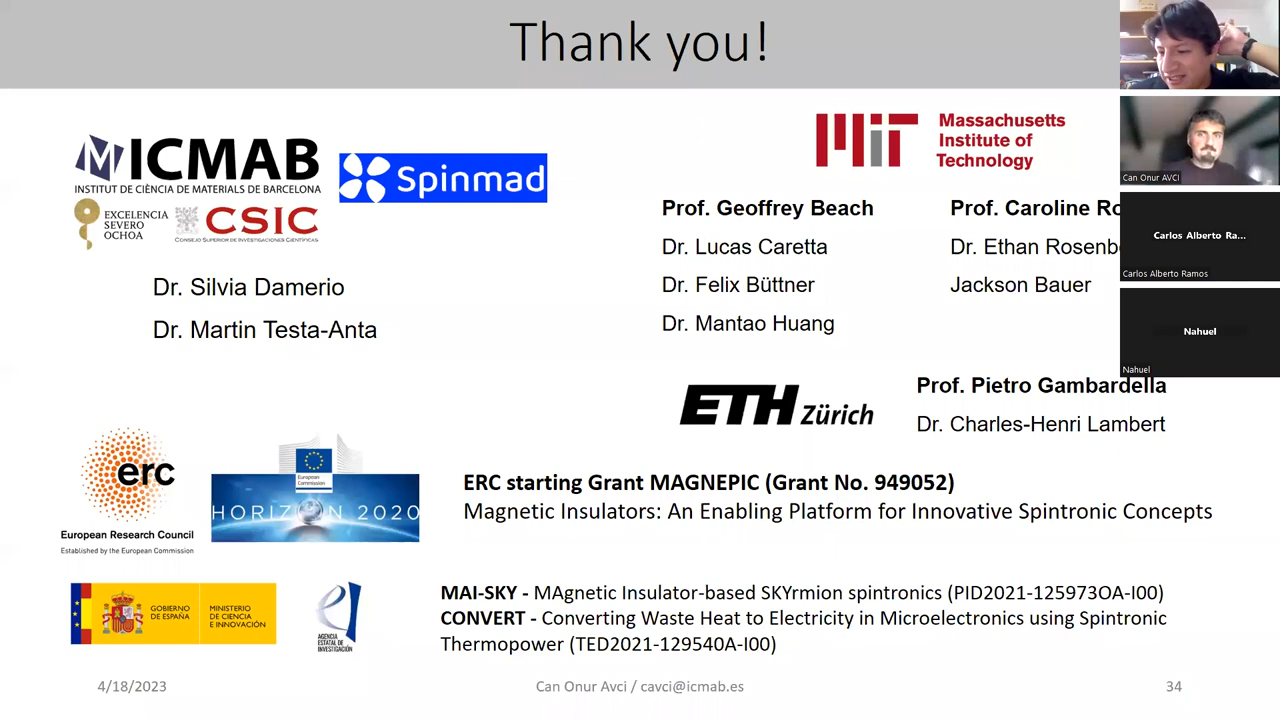 Thank you!
MICMAB
INSTITUT DE CIÈNCIA DE MATERIALS DE BARCELONA
EXCELENCIA
SEVERO
OCHOA
CSIC
CONSEJO SUPERIOR DE INVESTIGACIONES CIENTÍFICAS
Spinmad
Dr. Silvia Damerio
Dr. Martin Testa-Anta
MIT
Massachusetts
Institute of
Technology
Prof. Geoffrey Beach
Dr. Lucas Caretta
Dr. Felix Büttner
Dr. Mantao Huang
Prof. Caroline Ro
Dr. Ethan Rosenb
Jackson Bauer
Can Onur AVCI
Carlos Alberto Ra...
Carlos Alberto Ramos
Nahuel
Nahuel
ETH Zürich
Prof. Pietro Gambardella
Dr. Charles-Henri Lambert
erc
European Research Council
Established by the European Commission
European
Commission
HORIZON 2020
ERC starting Grant MAGNEPIC (Grant No. 949052)
Magnetic Insulators: An Enabling Platform for Innovative Spintronic Concepts
GOBIERNO
DE ESPAÑA
MINISTERIO
DE CIENCIA
E INNOVACIÓN
AGENCIA
ESTATAL DE
INVESTIGACIÓN
MAI-SKY - MAgnetic Insulator-based SKYrmion spintronics (PID2021-125973OA-I00)
CONVERT - Converting Waste Heat to Electricity in Microelectronics using Spintronic
Thermopower (TED2021-129540A-I00)
4/18/2023
Can Onur Avci / cavci@icmab.es
34